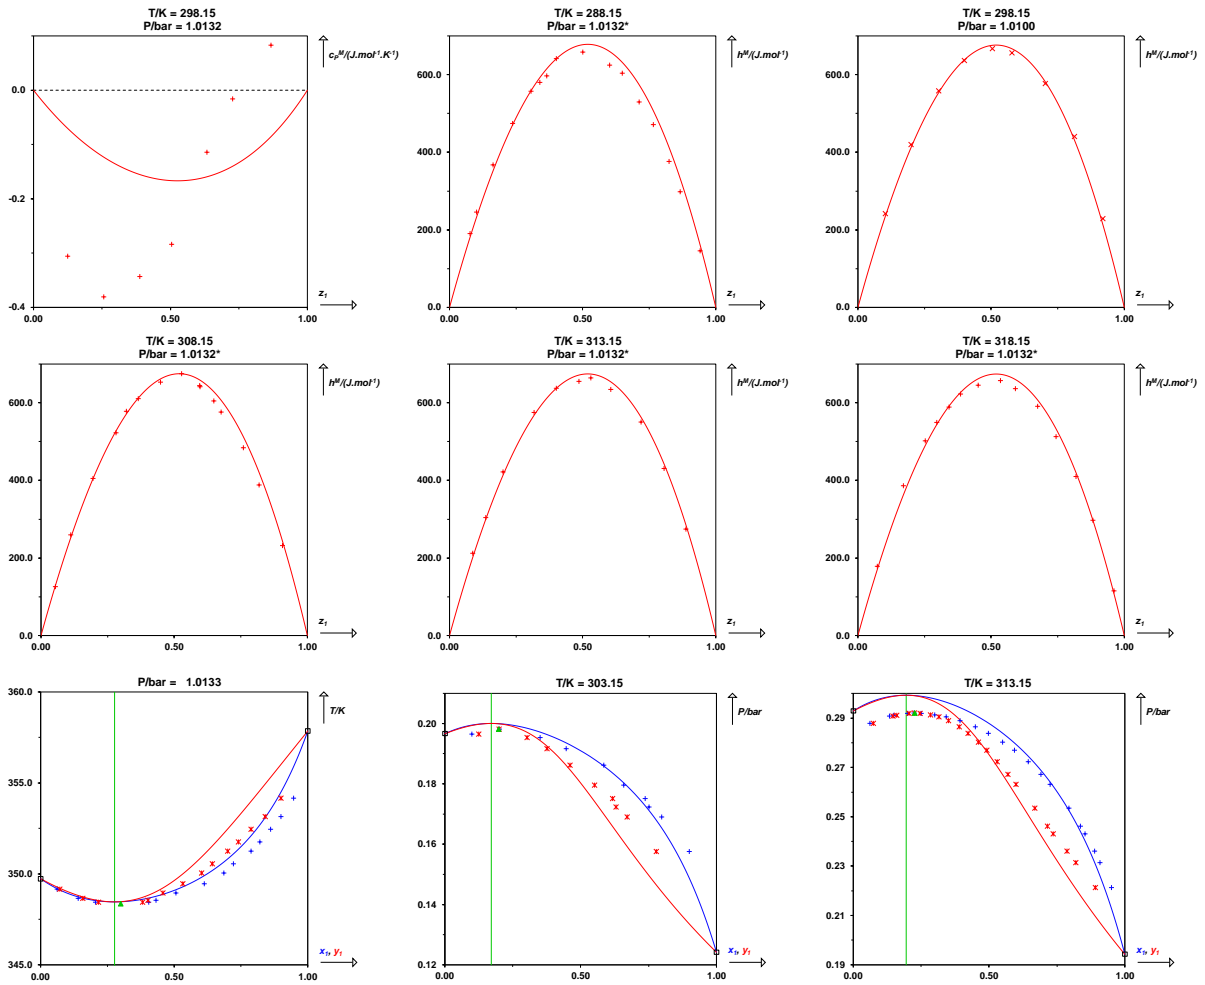 T/K = 298.15
P/bar = 1.0132
cₚᴹ/(J.mol⁻¹.K⁻¹)
0.0
-0.2
-0.4
0.00
0.50
1.00
z₁
T/K = 288.15
P/bar = 1.0132*
hᴹ/(J.mol⁻¹)
600.0
400.0
200.0
0.0
0.00
0.50
1.00
z₁
T/K = 298.15
P/bar = 1.0100
hᴹ/(J.mol⁻¹)
600.0
400.0
200.0
0.0
0.00
0.50
1.00
z₁
T/K = 308.15
P/bar = 1.0132*
hᴹ/(J.mol⁻¹)
600.0
400.0
200.0
0.0
0.00
0.50
1.00
z₁
T/K = 313.15
P/bar = 1.0132*
hᴹ/(J.mol⁻¹)
600.0
400.0
200.0
0.0
0.00
0.50
1.00
z₁
T/K = 318.15
P/bar = 1.0132*
hᴹ/(J.mol⁻¹)
600.0
400.0
200.0
0.0
0.00
0.50
1.00
z₁
P/bar = 1.0133
T/K
360.0
355.0
350.0
345.0
0.00
0.50
1.00
x₁, y₁
T/K = 303.15
P/bar
0.20
0.18
0.16
0.14
0.12
0.00
0.50
1.00
x₁, y₁
T/K = 313.15
P/bar
0.29
0.27
0.25
0.23
0.21
0.19
0.00
0.50
1.00
x₁, y₁